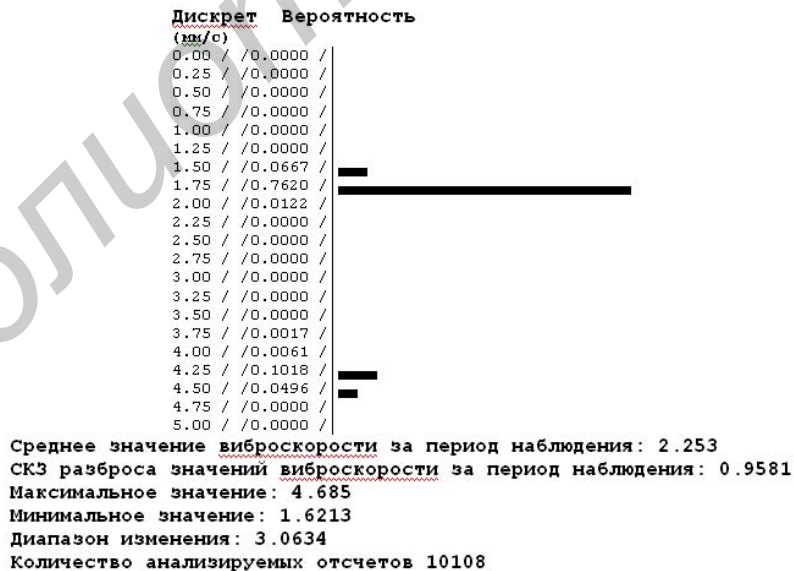 Дискрет Вероятность
(мм/с)
0.00 / /0.0000 /
0.25 / /0.0000 /
0.50 / /0.0000 /
0.75 / /0.0000 /
1.00 / /0.0000 /
1.25 / /0.0000 /
1.50 / /0.0667 /
1.75 / /0.7620 /
2.00 / /0.0122 /
2.25 / /0.0000 /
2.50 / /0.0000 /
2.75 / /0.0000 /
3.00 / /0.0000 /
3.25 / /0.0000 /
3.50 / /0.0000 /
3.75 / /0.0017 /
4.00 / /0.0061 /
4.25 / /0.1018 /
4.50 / /0.0496 /
4.75 / /0.0000 /
5.00 / /0.0000 /
Среднее значение виброскорости за период наблюдения: 2.253
СКЗ разброса значений виброскорости за период наблюдения: 0.9581
Максимальное значение: 4.685
Минимальное значение: 1.6213
Диапазон изменения: 3.0634
Количество анализируемых отсчетов 10108